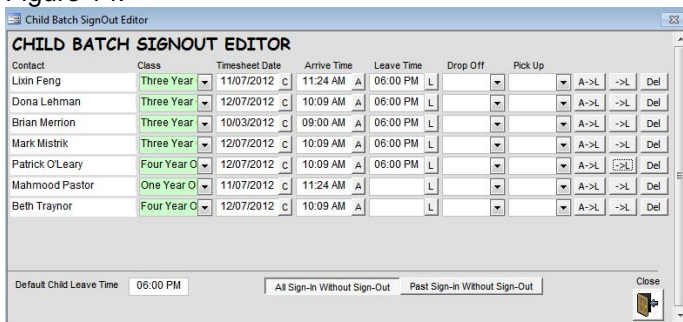 Child Batch SignOut Editor
CHILD BATCH SIGNOUT EDITOR
Contact Class Timesheet Date Arrive Time Leave Time Drop Off Pick Up
Lixin Feng Three Year 11/07/2012 C 11:24 AM A 06:00 PM L A->L ->L Del
Dona Lehman Three Year 12/07/2012 C 10:09 AM A 06:00 PM L A->L ->L Del
Brian Merrion Three Year 10/03/2012 C 09:00 AM A 06:00 PM L A->L ->L Del
Mark Mistrik Three Year 12/07/2012 C 10:09 AM A 06:00 PM L A->L ->L Del
Patrick O'Leary Four Year O 12/07/2012 C 10:09 AM A 06:00 PM L A->L ->L Del
Mahmood Pastor One Year O 11/07/2012 C 11:24 AM A L A->L ->L Del
Beth Traynor Four Year O 12/07/2012 C 10:09 AM A L A->L ->L Del
Default Child Leave Time 06:00 PM All Sign-In Without Sign-Out Past Sign-in Without Sign-Out Close